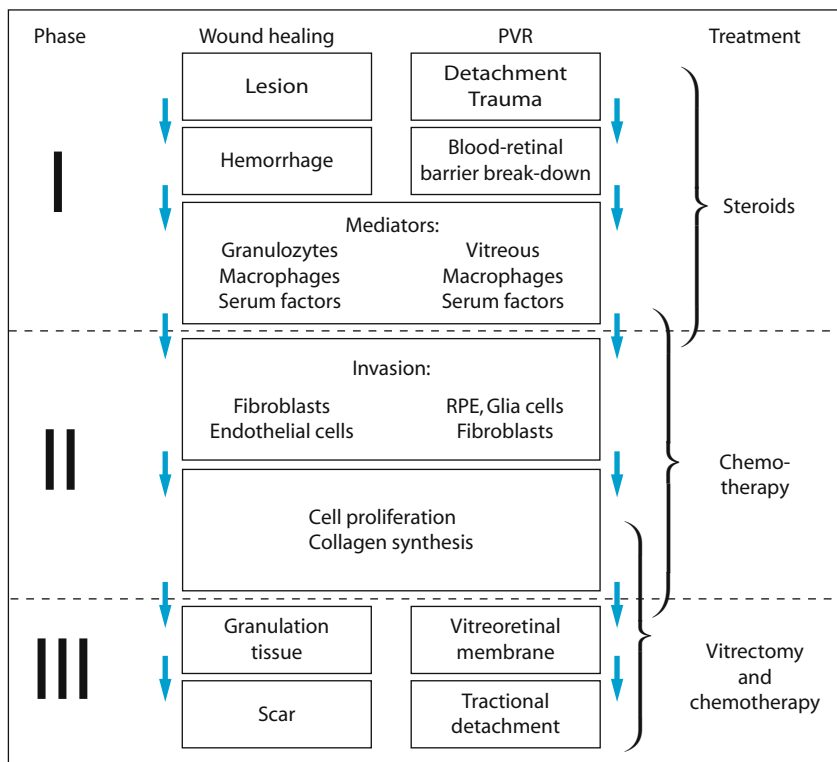 Phase Wound healing PVR Treatment
Lesion
Detachment
Trauma
Hemorrhage
Blood-retinal
barrier break-down
I
Mediators:
Granulozytes Vitreous
Macrophages Macrophages
Serum factors Serum factors
Steroids
Invasion:
Fibroblasts RPE, Glia cells
Endothelial cells Fibroblasts
II
Chemo-
therapy
Cell proliferation
Collagen synthesis
III
Granulation
tissue
Vitreoretinal
membrane
Scar
Tractional
detachment
Vitrectomy
and
chemotherapy